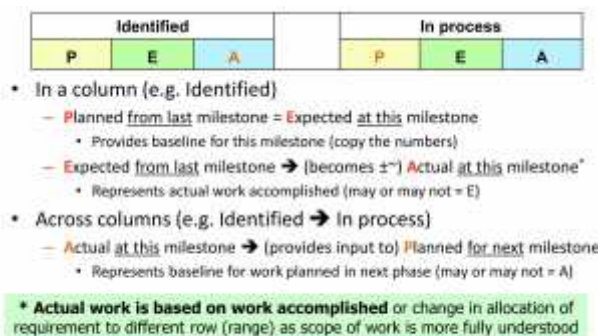 Identified In process
P E A P E A
• In a column (e.g. Identified)
– Planned from last milestone = Expected at this milestone
• Provides baseline for this milestone (copy the numbers)
– Expected from last milestone ➔ (becomes ±~) Actual at this milestone*
• Represents actual work accomplished (may or may not = E)
• Across columns (e.g. Identified ➔ In process)
– Actual at this milestone ➔ (provides input to) Planned for next milestone
• Represents baseline for work planned in next phase (may or may not = A)
* Actual work is based on work accomplished or change in allocation of
requirement to different row (range) as scope of work is more fully understood